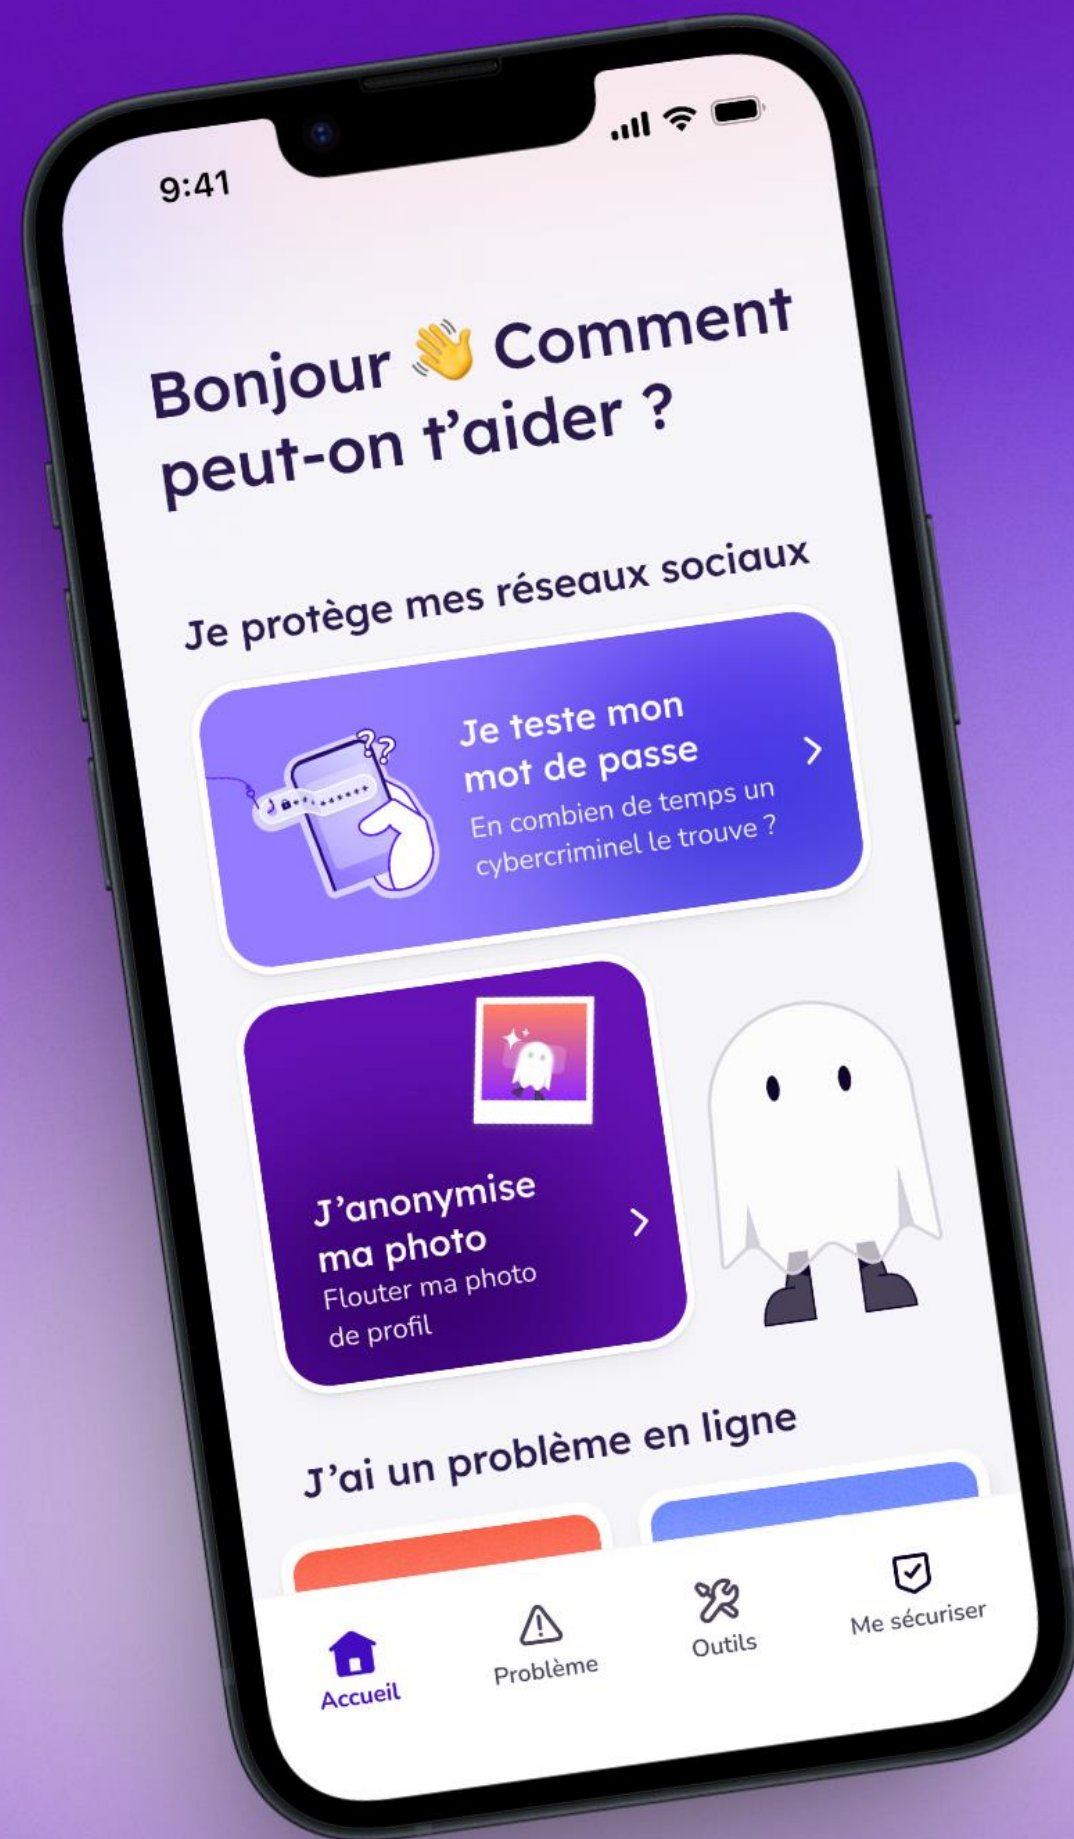 9:41
Bonjour 👋 Comment
peut-on t’aider ?
Je protège mes réseaux sociaux
??
Je teste mon
mot de passe
En combien de temps un
cybercriminel le trouve ?
J’anonymise
ma photo
Flouter ma photo
de profil
J’ai un problème en ligne
Accueil
Problème
Outils
Me sécuriser